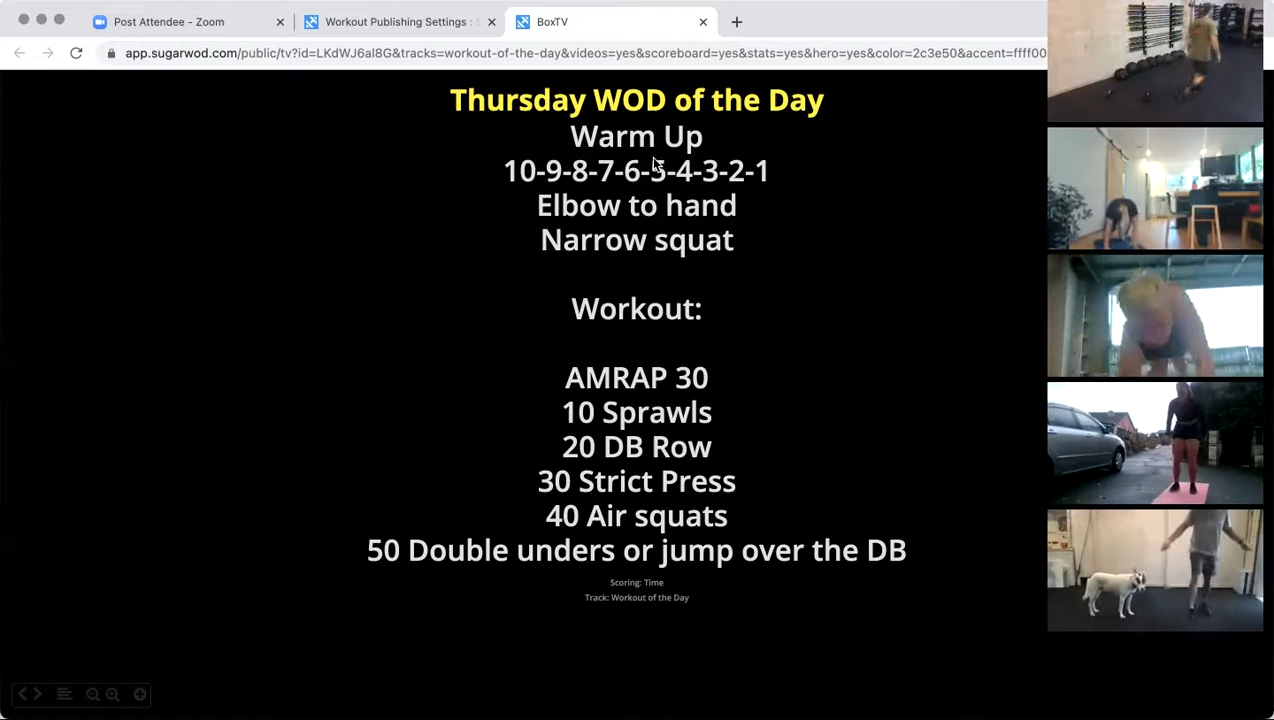 Post Attendee - Zoom
Workout Publishing Settings :
BoxTV
app.sugarwod.com/public/tv?id=LKdWJ6al8G&tracks=workout-of-the-day&videos=yes&scoreboard=yes&stats=yes&hero=yes&color=2c3e50&accent=ffff00
Thursday WOD of the Day
Warm Up
10-9-8-7-6-5-4-3-2-1
Elbow to hand
Narrow squat
Workout:
AMRAP 30
10 Sprawls
20 DB Row
30 Strict Press
40 Air squats
50 Double unders or jump over the DB
Scoring: Time
Track: Workout of the Day